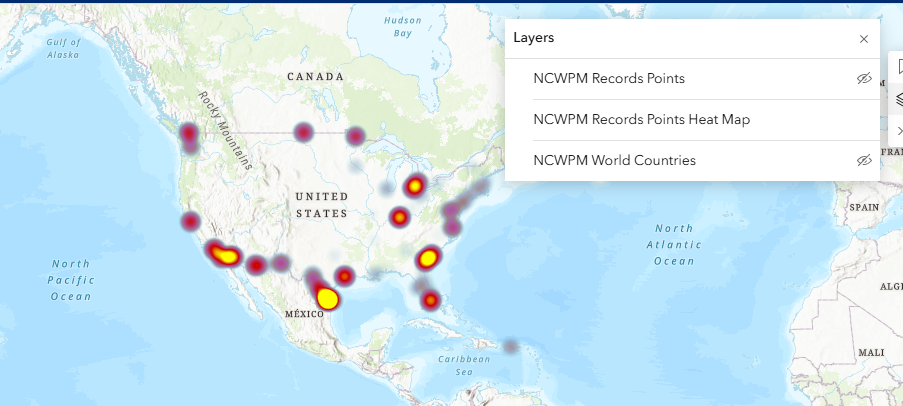 Hudson
Bay
Gulf of
Alaska
CANADA
Rocky Mountains
UNITED
STATES
North
Pacific
Ocean
MÉXICO
North
Atlantic
Ocean
Caribbean
Sea
SPAIN
FRAN
ALG
MALI
Layers
NCWPM Records Points
NCWPM Records Points Heat Map
NCWPM World Countries